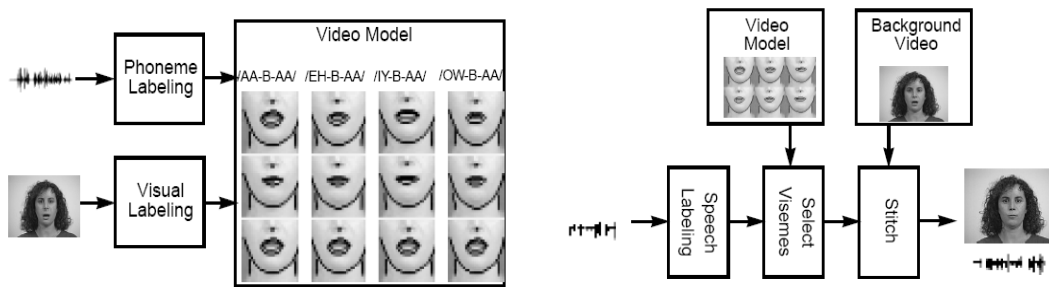 Phoneme
Labeling
Visual
Labeling
Video Model
/AA-B-AA/ /EH-B-AA/ /IY-B-AA/ /OW-B-AA/
Video
Model
Background
Video
Speech
Labeling
Select
Visemes
Stitch